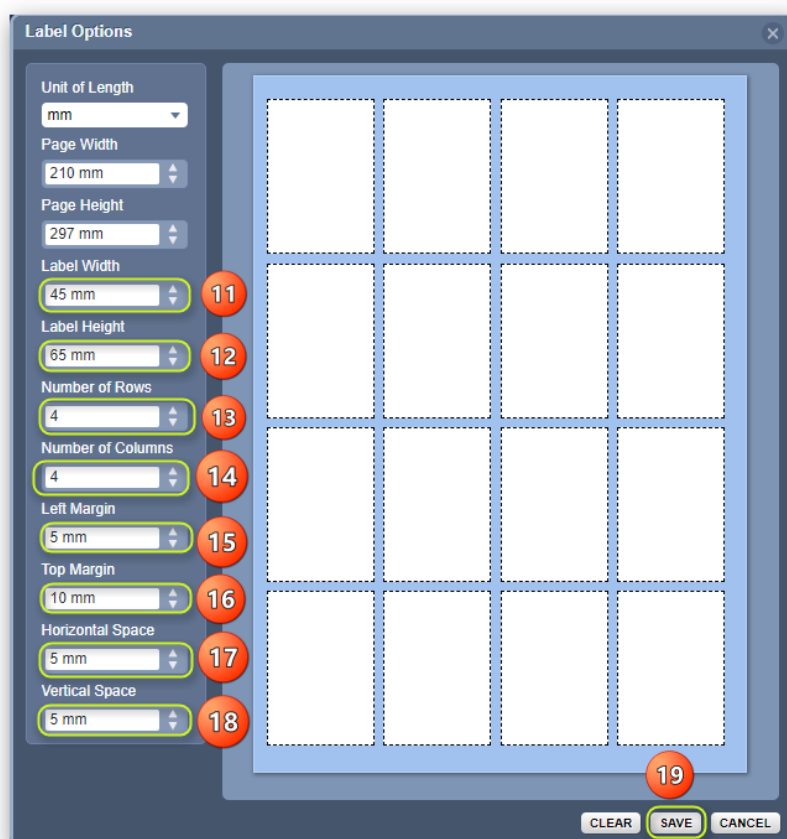 Label Options
Unit of Length
mm
Page Width
210 mm
Page Height
297 mm
Label Width
45 mm
11
Label Height
65 mm
12
Number of Rows
4
13
Number of Columns
4
14
Left Margin
5 mm
15
Top Margin
10 mm
16
Horizontal Space
5 mm
17
Vertical Space
5 mm
18
19
CLEAR SAVE CANCEL